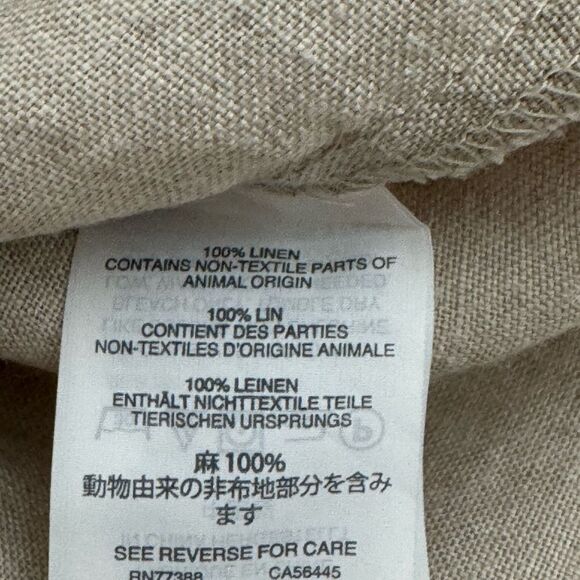 100% LINEN
CONTAINS NON-TEXTILE PARTS OF
ANIMAL ORIGIN
100% LIN
CONTIENT DES PARTIES
NON-TEXTILES D'ORIGINE ANIMALE
100% LEINEN
ENTHÄLT NICHTTEXTILE TEILE
TIERISCHEN URSPRUNGS
麻 100%
動物由来の非布地部分を含み
ます
SEE REVERSE FOR CARE
RN77388 CA56445